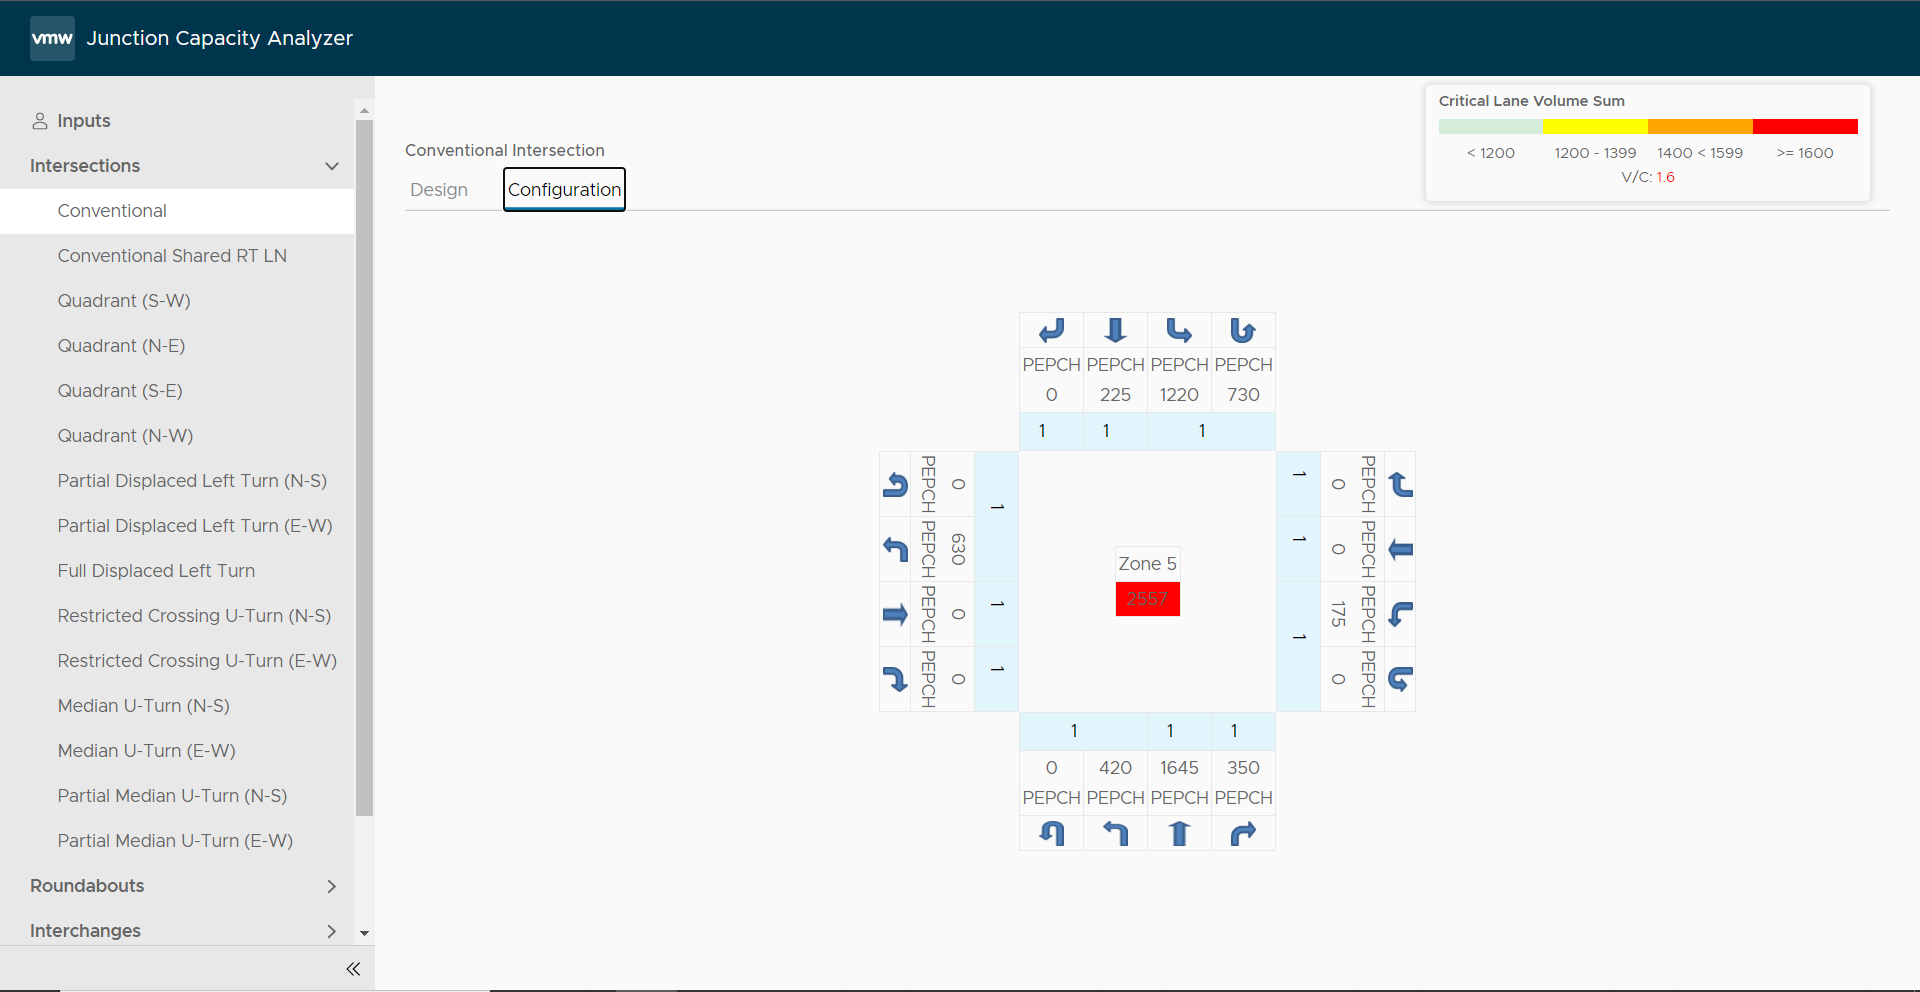 vmw Junction Capacity Analyzer
Inputs
Intersections
Conventional
Conventional Shared RT LN
Quadrant (S-W)
Quadrant (N-E)
Quadrant (S-E)
Quadrant (N-W)
Partial Displaced Left Turn (N-S)
Partial Displaced Left Turn (E-W)
Full Displaced Left Turn
Restricted Crossing U-Turn (N-S)
Restricted Crossing U-Turn (E-W)
Median U-Turn (N-S)
Median U-Turn (E-W)
Partial Median U-Turn (N-S)
Partial Median U-Turn (E-W)
Roundabouts
Interchanges
Conventional Intersection
Design Configuration
Critical Lane Volume Sum
< 1200 1200 - 1399 1400 < 1599 >= 1600
V/C: 1.6
PEPCH PEPCH PEPCH PEPCH
0 225 1220 730
1 1 1
PEPCH 0 1
PEPCH 630
PEPCH 0 1
PEPCH 0 1
Zone 5
2557
1 0 PEPCH
1 0 PEPCH
1 175 PEPCH
0 PEPCH
1 1 1
0 420 1645 350
PEPCH PEPCH PEPCH PEPCH